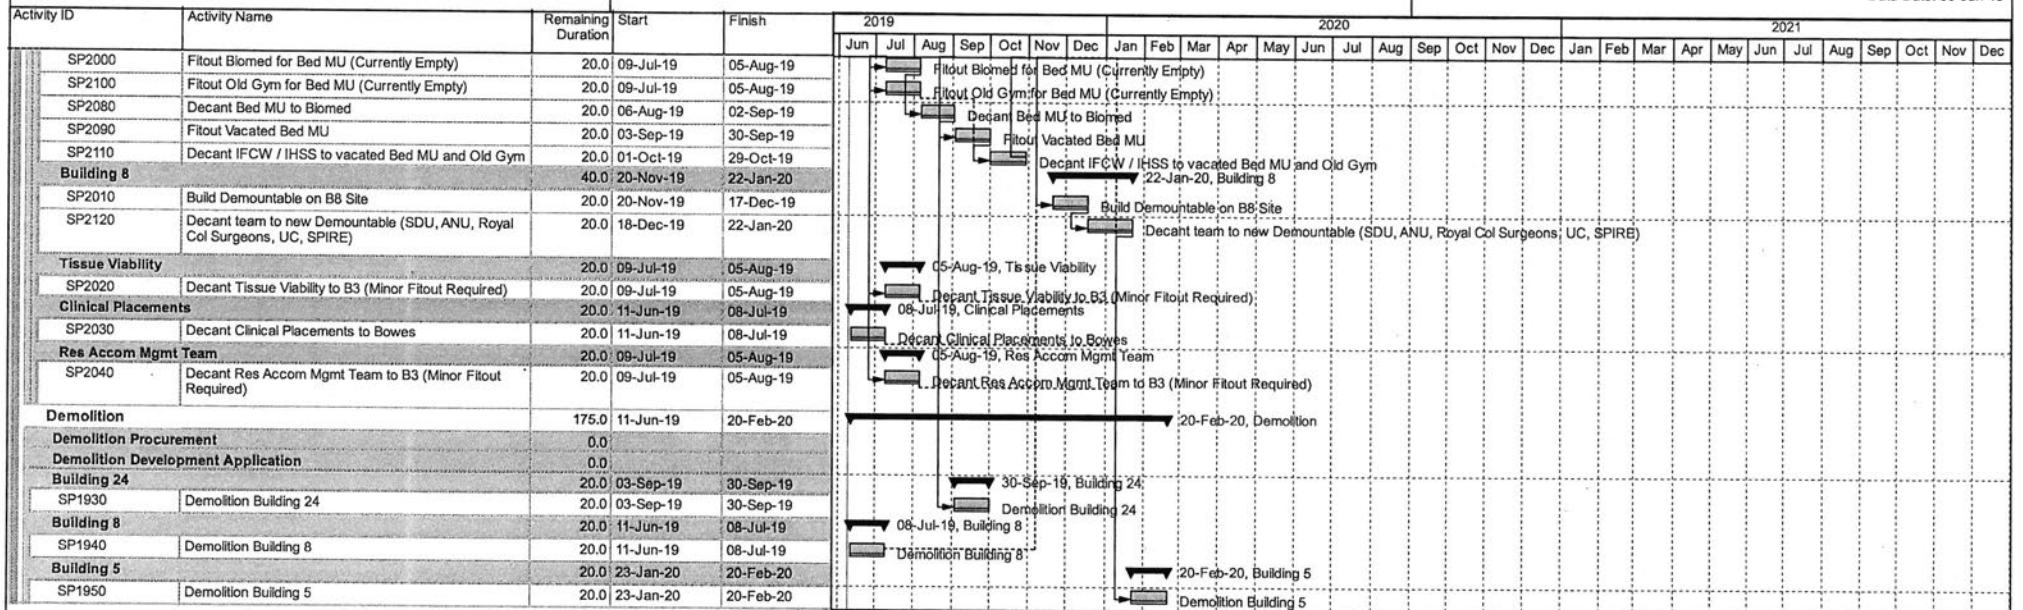 Activity ID Activity Name Remaining Duration Start Finish 2019 2020 2021
Jun Jul Aug Sep Oct Nov Dec Jan Feb Mar Apr May Jun Jul Aug Sep Oct Nov Dec Jan Feb Mar Apr May Jun Jul Aug Sep Oct Nov Dec
SP2000 Fitout Biomed for Bed MU (Currently Empty) 20.0 09-Jul-19 05-Aug-19 Fitout Biomed for Bed MU (Currently Empty)
SP2100 Fitout Old Gym for Bed MU (Currently Empty) 20.0 09-Jul-19 05-Aug-19 Fitout Old Gym for Bed MU (Currently Empty)
SP2080 Decant Bed MU to Biomed 20.0 06-Aug-19 02-Sep-19 Decant Bed MU to Biomed
SP2090 Fitout Vacated Bed MU 20.0 03-Sep-19 30-Sep-19 Fitout Vacated Bed MU
SP2110 Decant IFCW / IHSS to vacated Bed MU and Old Gym 20.0 01-Oct-19 29-Oct-19 Decant IFCW / IHSS to vacated Bed MU and Old Gym
Building 8 40.0 20-Nov-19 22-Jan-20 22-Jan-20, Building 8
SP2010 Build Demountable on B8 Site 20.0 20-Nov-19 17-Dec-19 Build Demountable on B8 Site
SP2120 Decant team to new Demountable (SDU, ANU, Royal Col Surgeons, UC, SPIRE) 20.0 18-Dec-19 22-Jan-20 Decant team to new Demountable (SDU, ANU, Royal Col Surgeons, UC, SPIRE)
Tissue Viability 20.0 09-Jul-19 05-Aug-19 05-Aug-19, Tissue Viability
SP2020 Decant Tissue Viability to B3 (Minor Fitout Required) 20.0 09-Jul-19 05-Aug-19 Decant Tissue Viability to B3 (Minor Fitout Required)
Clinical Placements 20.0 11-Jun-19 08-Jul-19 08-Jul-19, Clinical Placements
SP2030 Decant Clinical Placements to Bowes 20.0 11-Jun-19 08-Jul-19 Decant Clinical Placements to Bowes
Res Accom Mgmt Team 20.0 09-Jul-19 05-Aug-19 05-Aug-19, Res Accom Mgmt Team
SP2040 Decant Res Accom Mgmt Team to B3 (Minor Fitout Required) 20.0 09-Jul-19 05-Aug-19 Decant Res Accom Mgmt Team to B3 (Minor Fitout Required)
Demolition 175.0 11-Jun-19 20-Feb-20 20-Feb-20, Demolition
Demolition Procurement 0.0
Demolition Development Application 0.0
Building 24 20.0 03-Sep-19 30-Sep-19 30-Sep-19, Building 24
SP1930 Demolition Building 24 20.0 03-Sep-19 30-Sep-19 Demolition Building 24
Building 8 20.0 11-Jun-19 08-Jul-19 08-Jul-19, Building 8
SP1940 Demolition Building 8 20.0 11-Jun-19 08-Jul-19 Demolition Building 8
Building 5 20.0 23-Jan-20 20-Feb-20 20-Feb-20, Building 5
SP1950 Demolition Building 5 20.0 23-Jan-20 20-Feb-20 Demolition Building 5